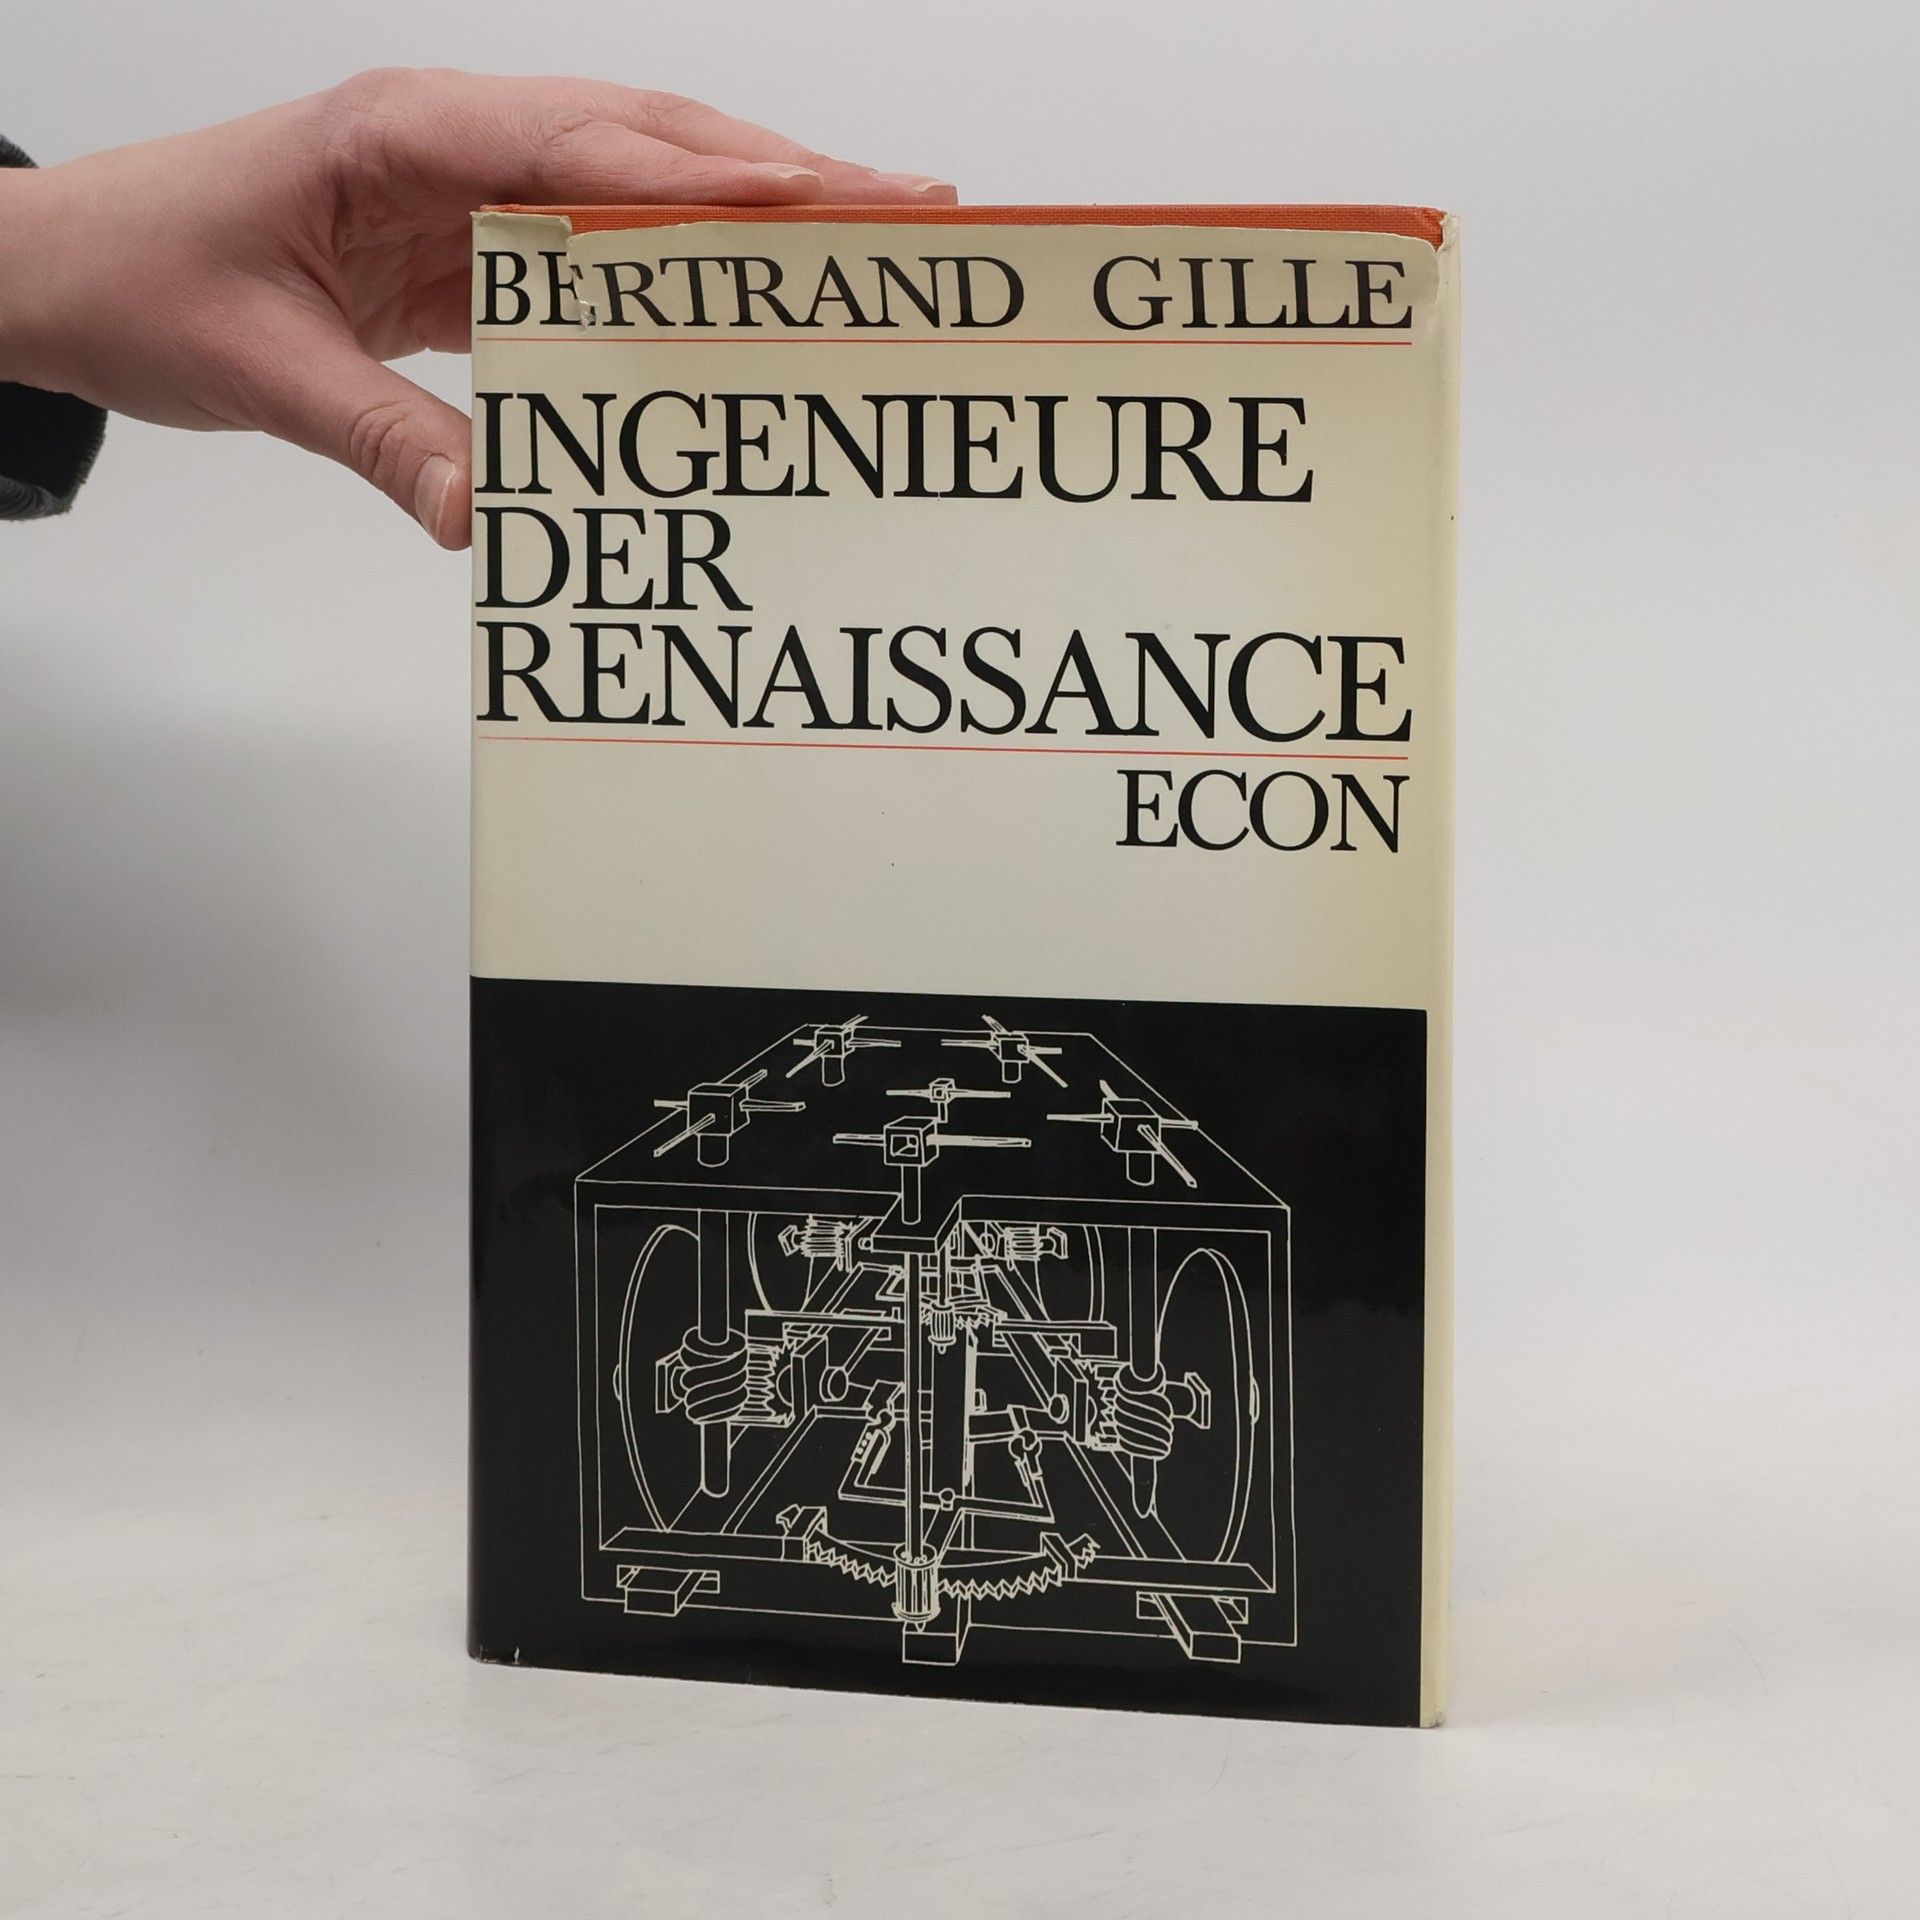 BERTRAND GILLE
INGENIEURE
DER
RENAISSANCE
ECON